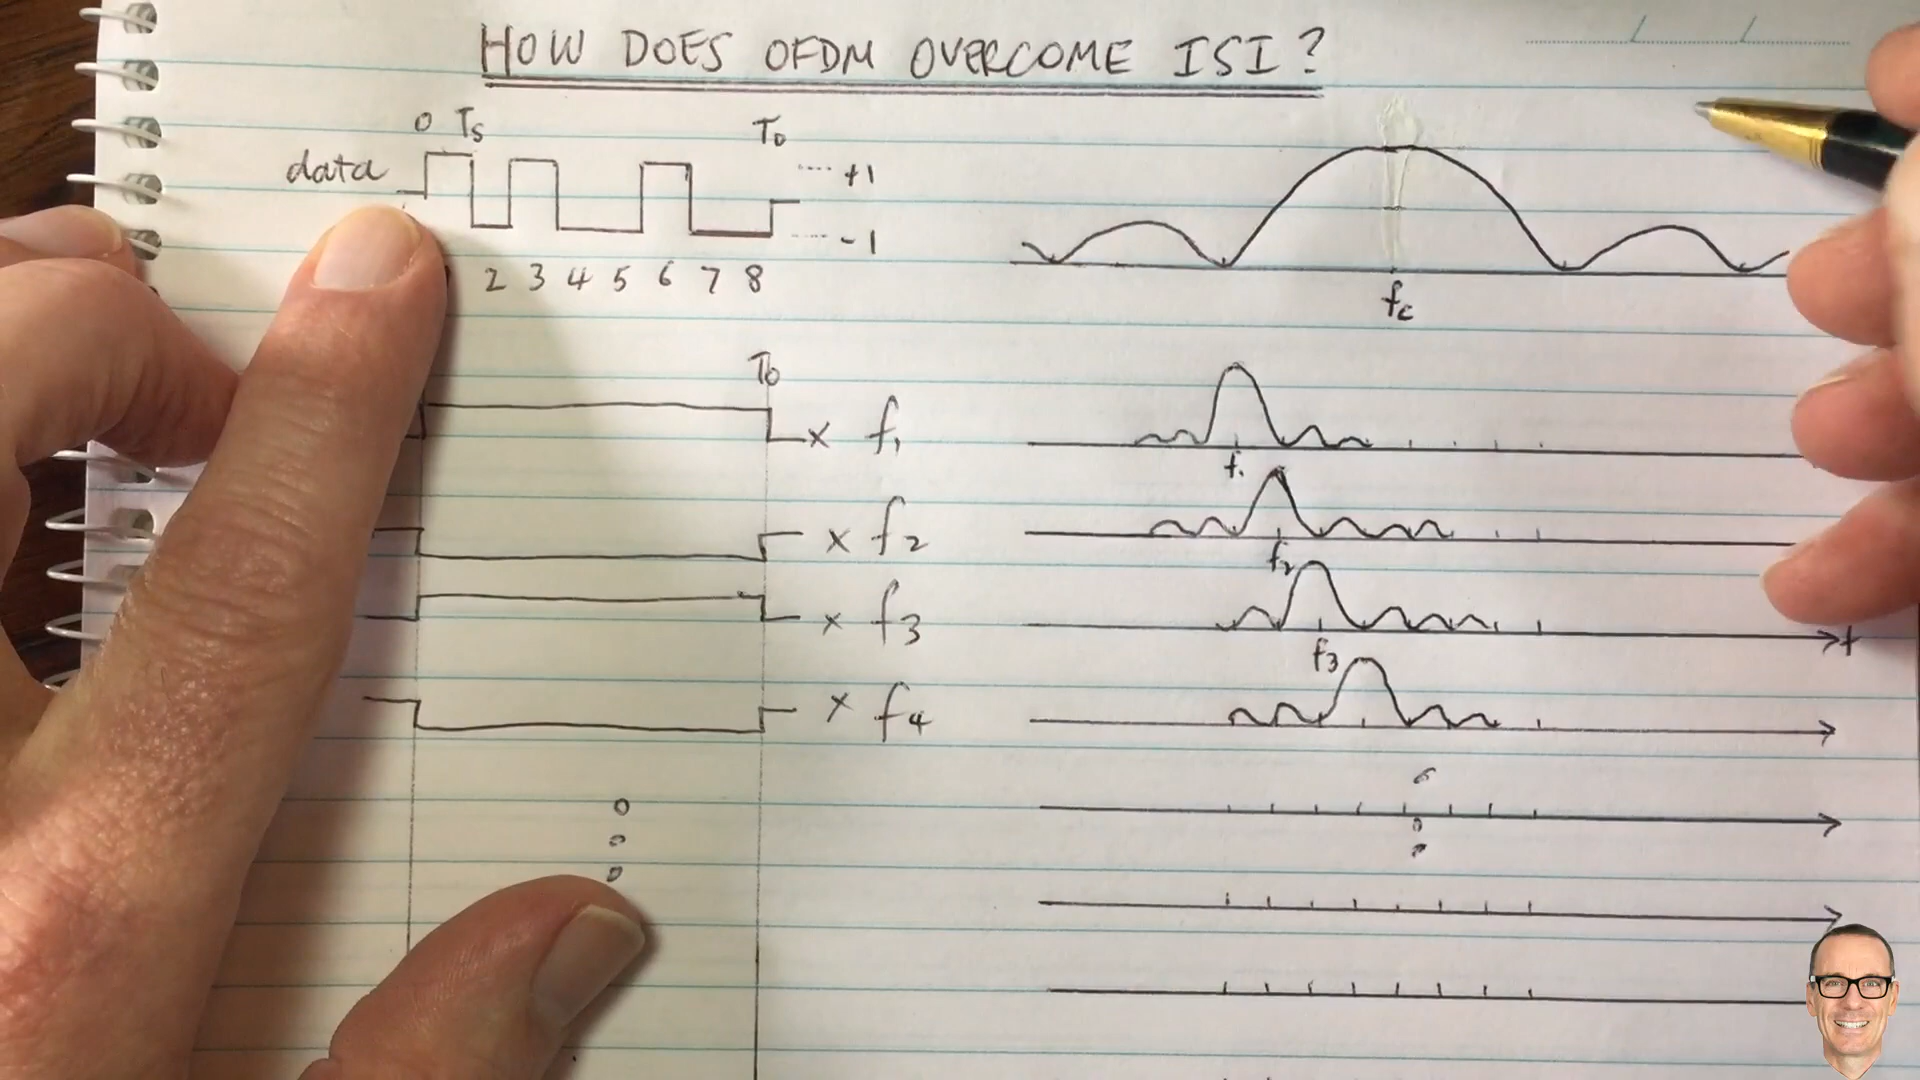 HOW DOES OFDM OVERCOME ISI?
0 Ts To
data +1
-1
2 3 4 5 6 7 8
fc
To
x f1
f1
x f2
f2
x f3
f
f3
x f4